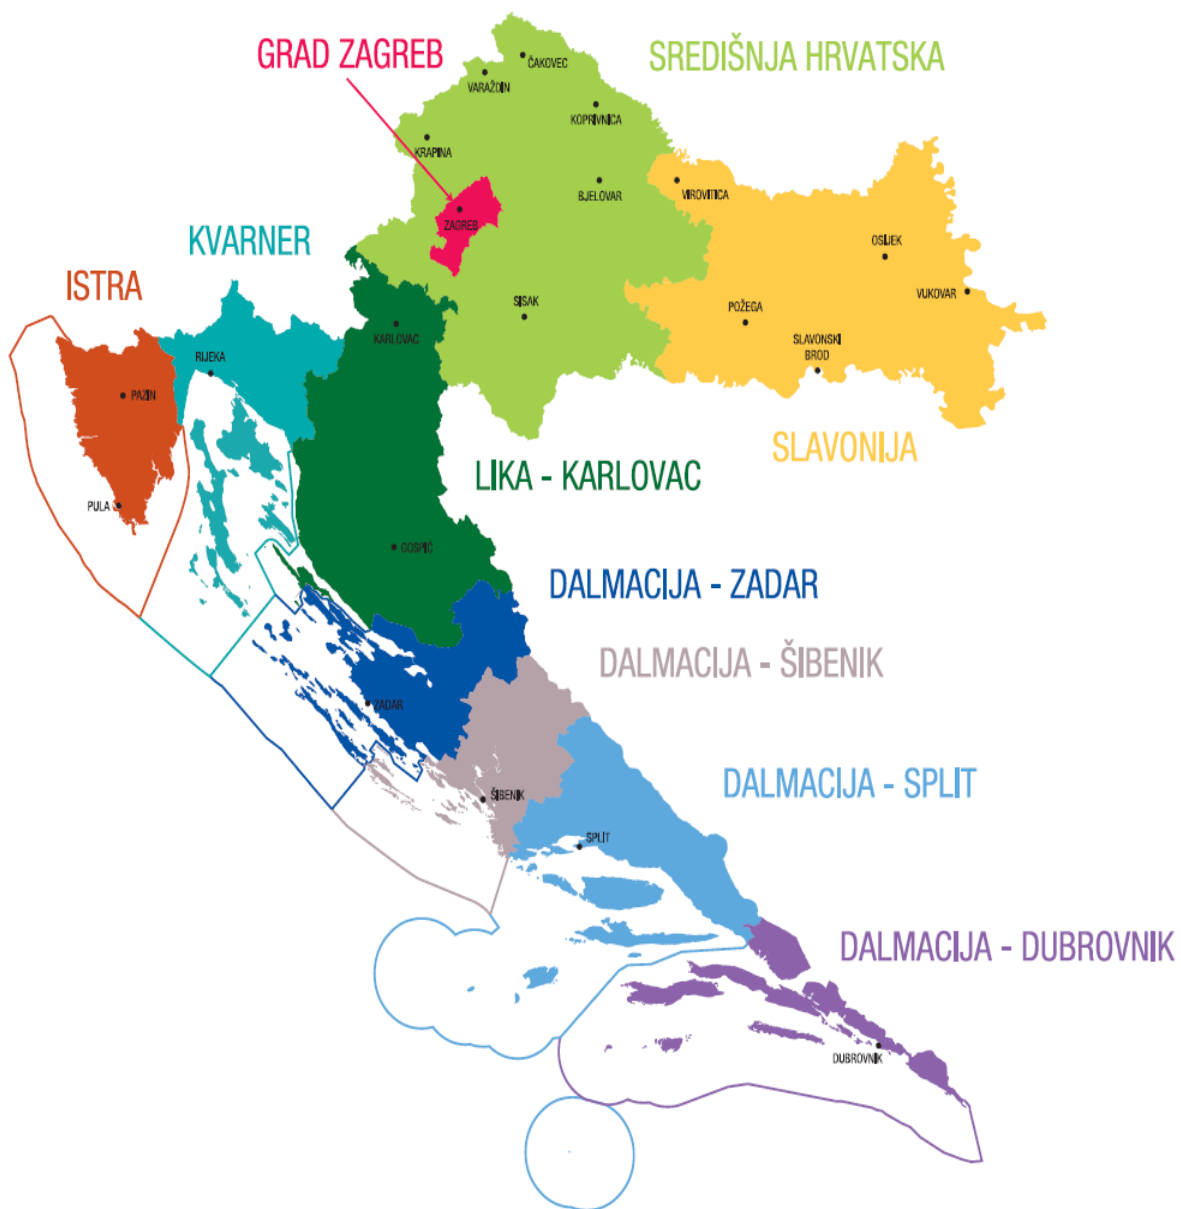 GRAD ZAGREB
SREDIŠNJA HRVATSKA
ČAKOVEC
VARAŽDIN
KOPRIVNICA
KRAPINA
BJELOVAR
VIROVITICA
ZAGREB
KVARNER
OSIJEK
ISTRA
VUKOVAR
SISAK
POŽEGA
KARLOVAC
SLAVONSKI
BROD
RIJEKA
PAZIN
SLAVONIJA
LIKA - KARLOVAC
PULA
GOSPIĆ
DALMACIJA - ZADAR
DALMACIJA - ŠIBENIK
ZADAR
DALMACIJA - SPLIT
ŠIBENIK
SPLIT
DALMACIJA - DUBROVNIK
DUBROVNIK